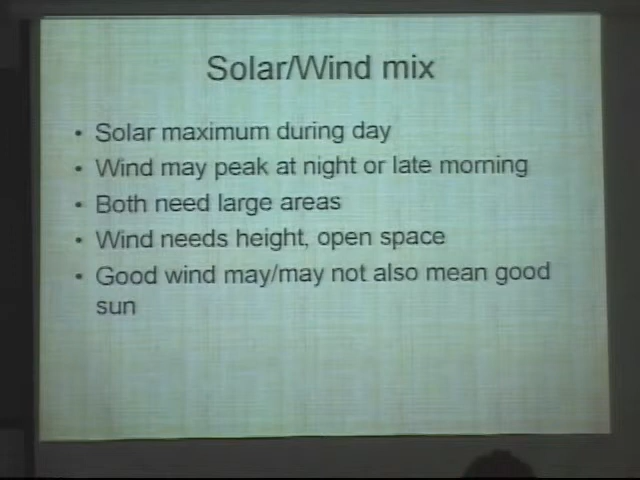 Solar/Wind mix
• Solar maximum during day
• Wind may peak at night or late morning
• Both need large areas
• Wind needs height, open space
• Good wind may/may not also mean good
sun